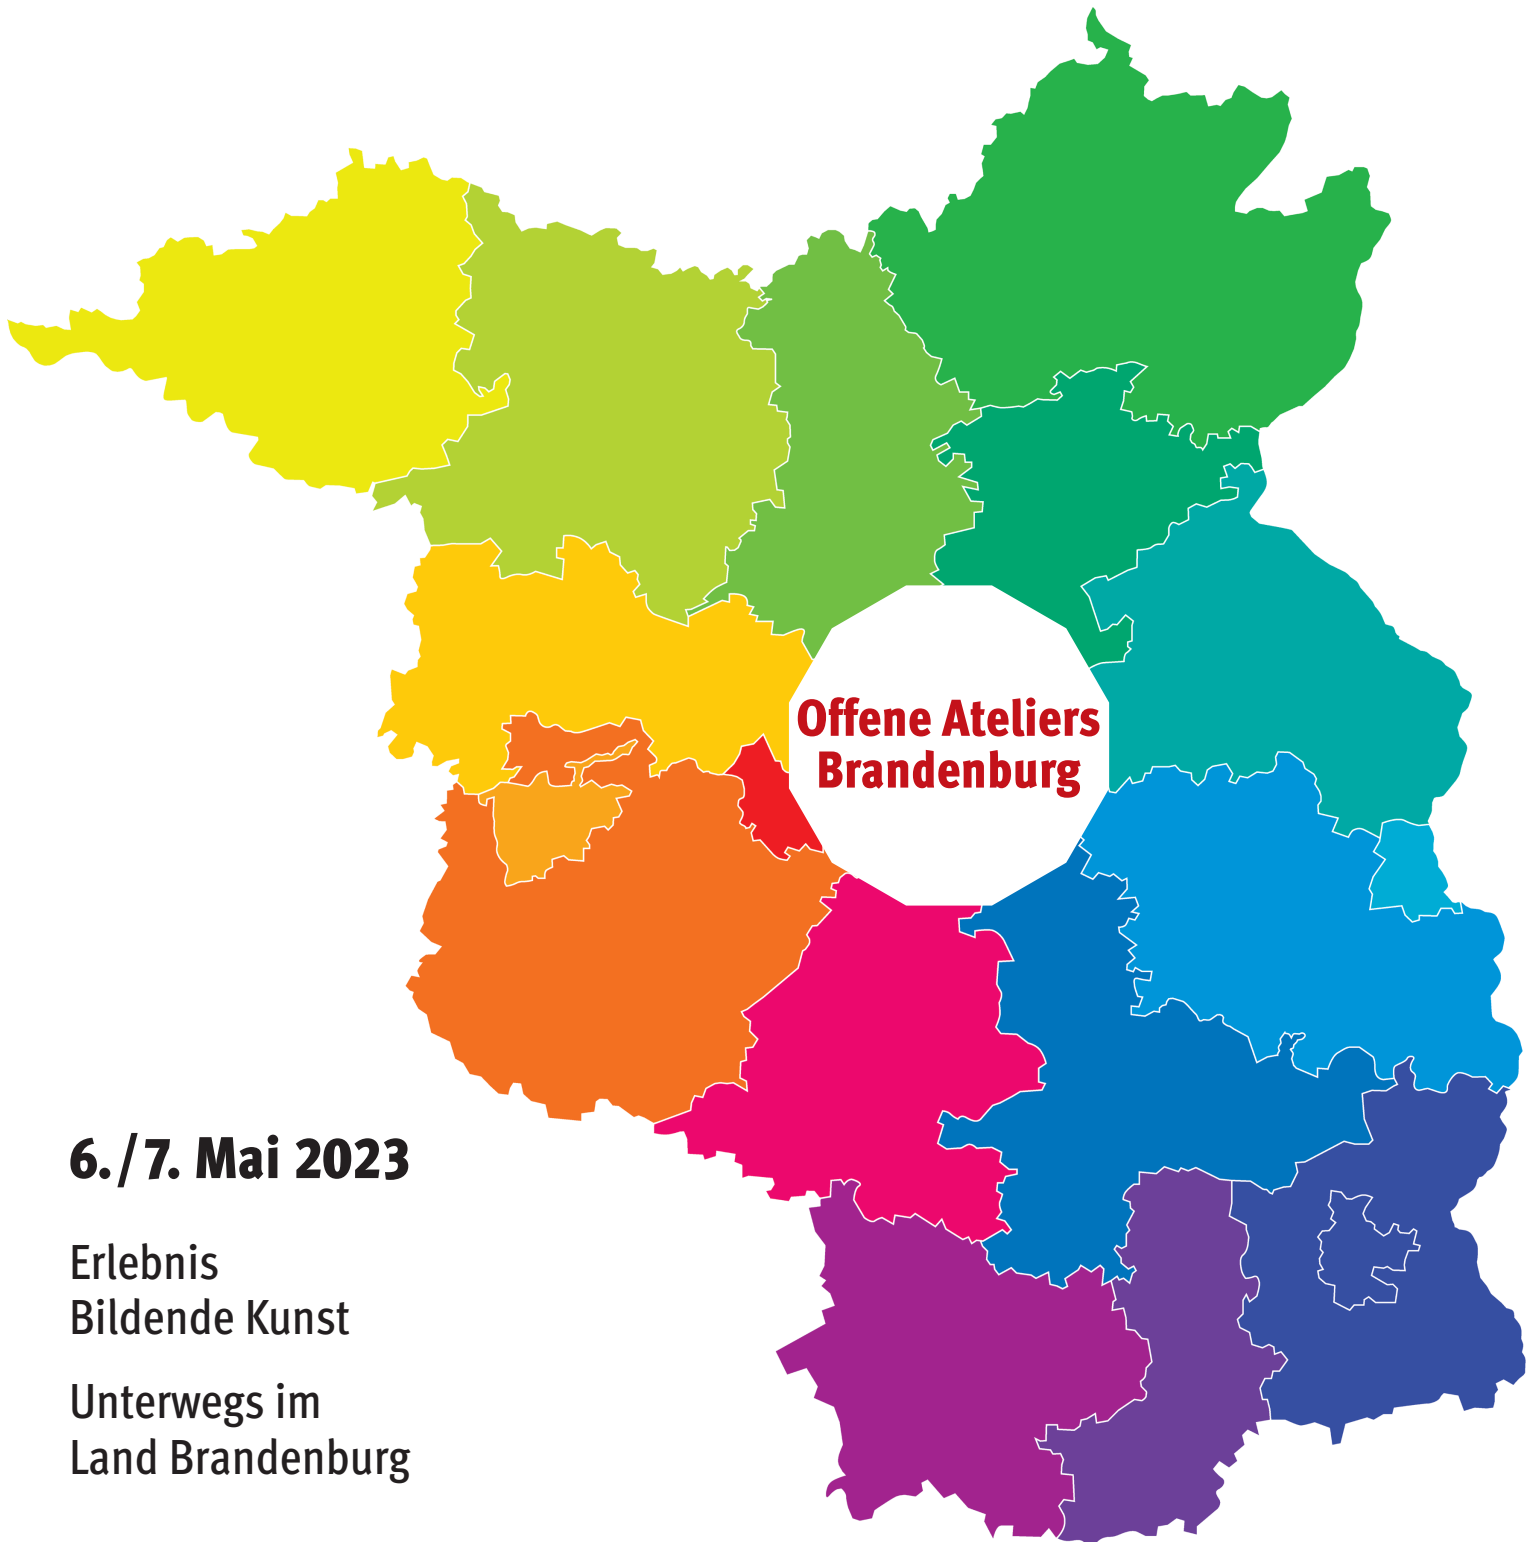 Offene Ateliers
Brandenburg
6./7. Mai 2023
Erlebnis
Bildende Kunst
Unterwegs im
Land Brandenburg